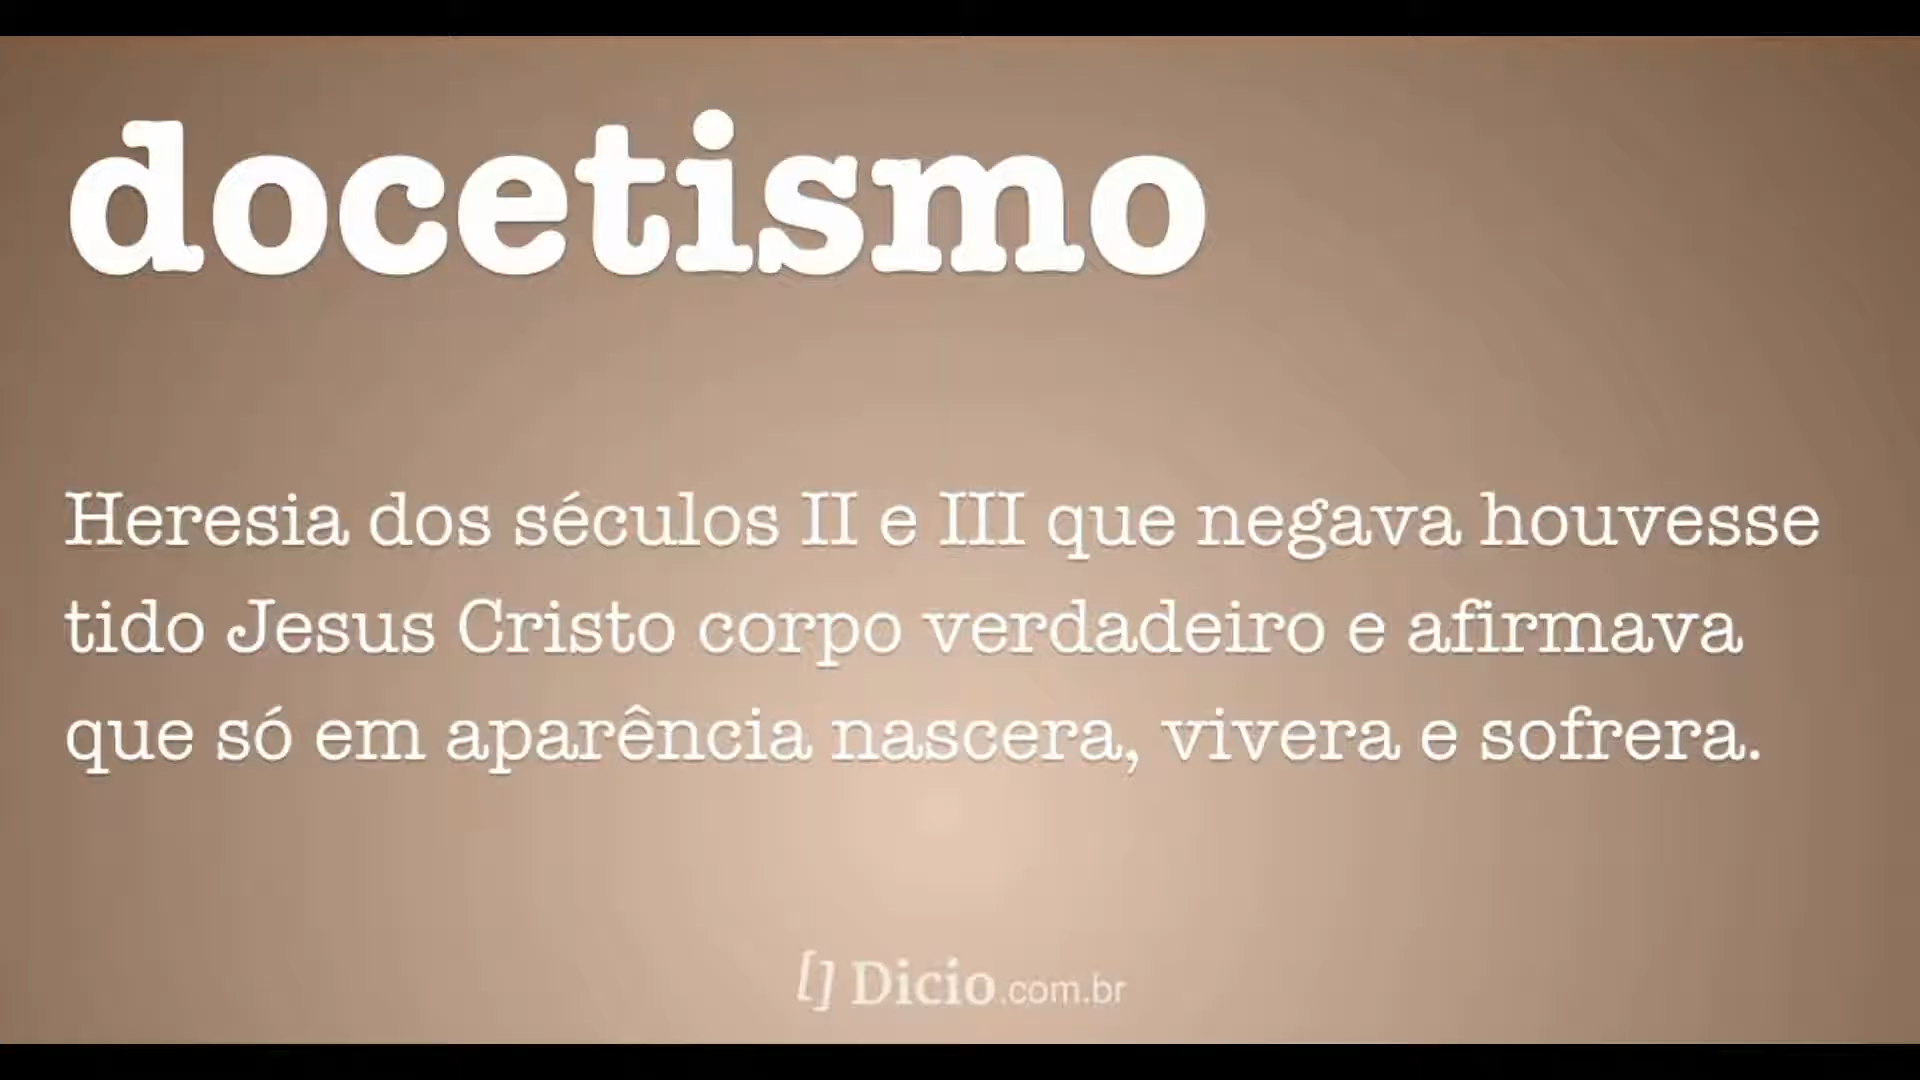 docetismo
Heresia dos séculos II e III que negava houvesse
tido Jesus Cristo corpo verdadeiro e afirmava
que só em aparência nascera, vivera e sofrera.
[] Dicio.com.br